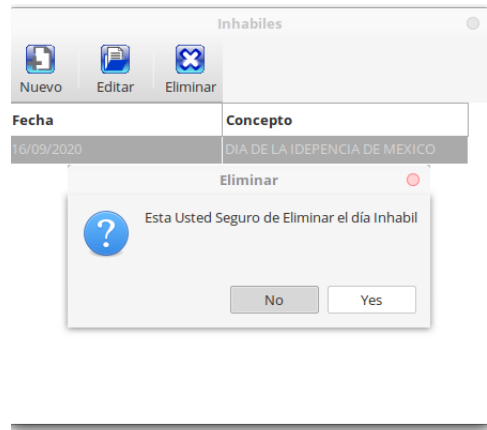 Inhabiles
Nuevo Editar Eliminar
Fecha Concepto
16/09/2020 DIA DE LA IDEPENCIA DE MEXICO
Eliminar
Esta Usted Seguro de Eliminar el día Inhabil
No Yes